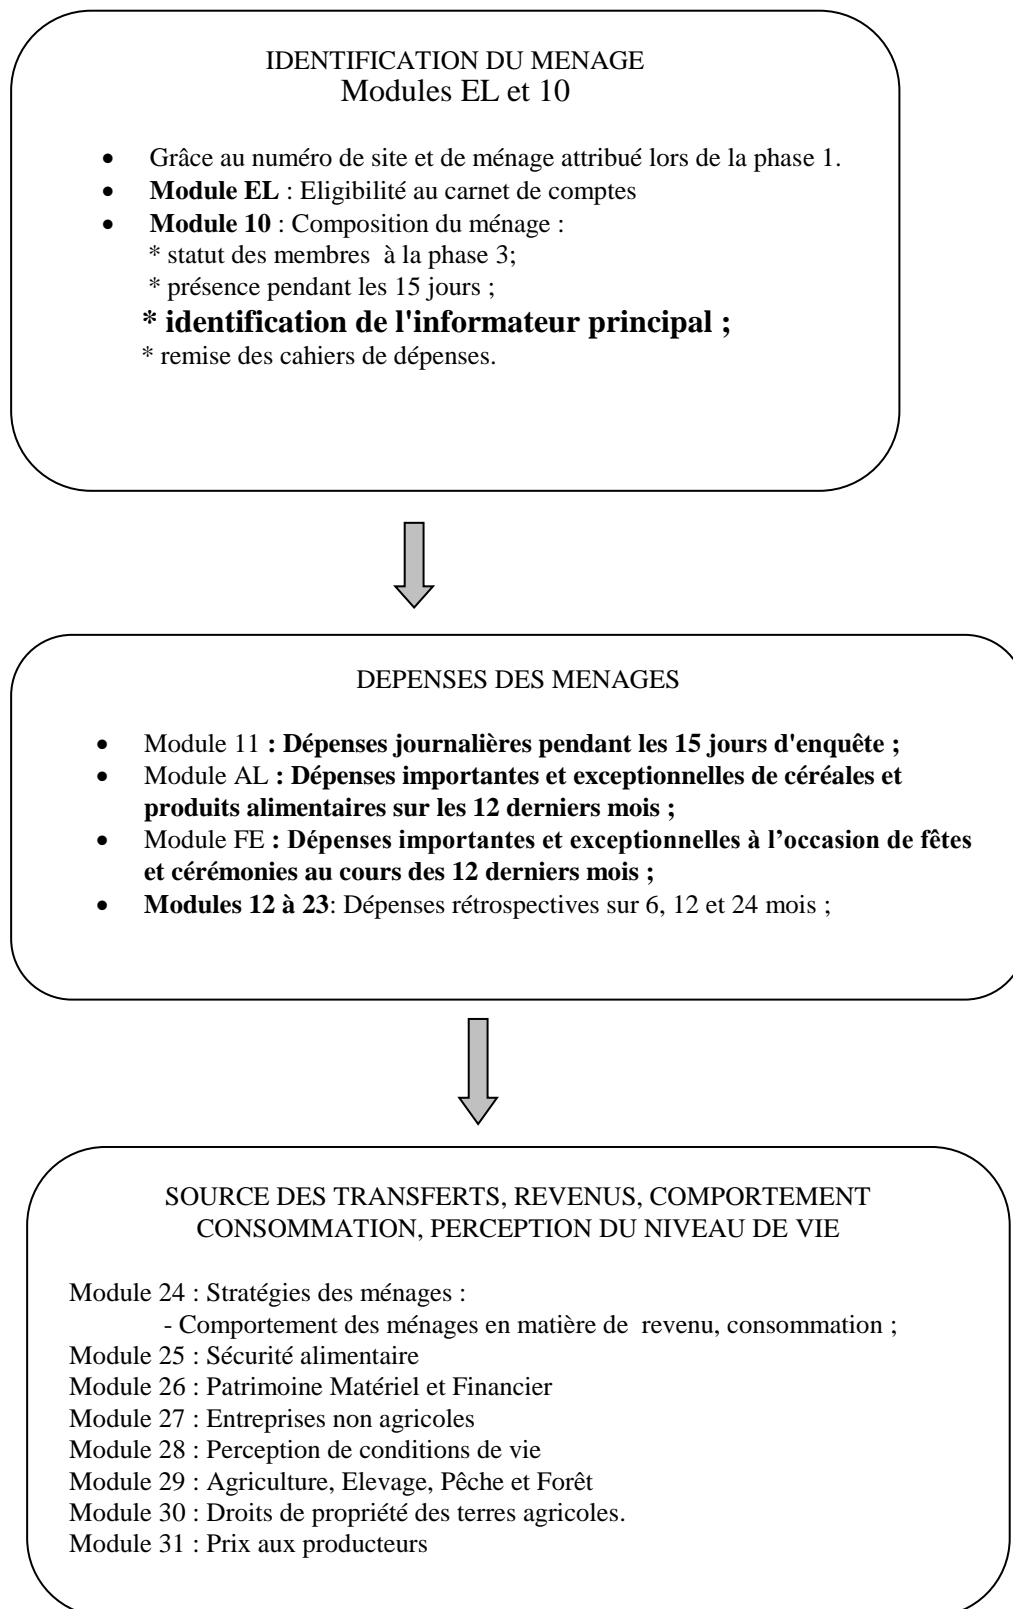 IDENTIFICATION DU MENAGE
Modules EL et 10
• Grâce au numéro de site et de ménage attribué lors de la phase 1.
• Module EL : Eligibilité au carnet de comptes
• Module 10 : Composition du ménage :
* statut des membres à la phase 3;
* présence pendant les 15 jours ;
* identification de l'informateur principal ;
* remise des cahiers de dépenses.
DEPENSES DES MENAGES
• Module 11 : Dépenses journalières pendant les 15 jours d'enquête ;
• Module AL : Dépenses importantes et exceptionnelles de céréales et
produits alimentaires sur les 12 derniers mois ;
• Module FE : Dépenses importantes et exceptionnelles à l’occasion de fêtes
et cérémonies au cours des 12 derniers mois ;
• Modules 12 à 23: Dépenses rétrospectives sur 6, 12 et 24 mois ;
SOURCE DES TRANSFERTS, REVENUS, COMPORTEMENT
CONSOMMATION, PERCEPTION DU NIVEAU DE VIE
Module 24 : Stratégies des ménages :
- Comportement des ménages en matière de revenu, consommation ;
Module 25 : Sécurité alimentaire
Module 26 : Patrimoine Matériel et Financier
Module 27 : Entreprises non agricoles
Module 28 : Perception de conditions de vie
Module 29 : Agriculture, Elevage, Pêche et Forêt
Module 30 : Droits de propriété des terres agricoles.
Module 31 : Prix aux producteurs